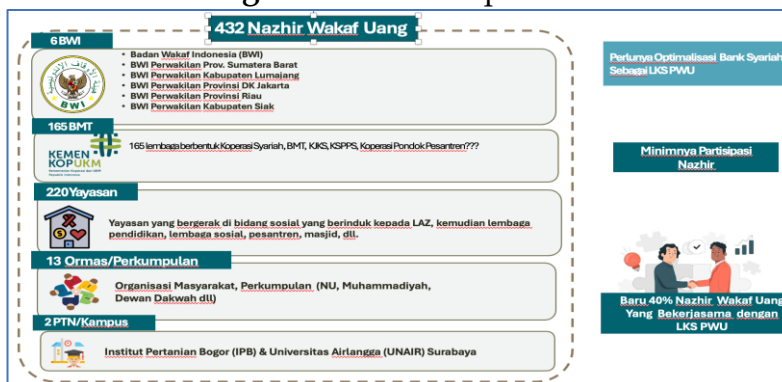 432 Nazhir Wakaf Uang
6 BWI
• Badan Wakaf Indonesia (BWI)
• BWI Perwakilan Prov. Sumatera Barat
• BWI Perwakilan Kabupaten Lumajang
• BWI Perwakilan Provinsi DK Jakarta
• BWI Perwakilan Provinsi Riau
• BWI Perwakilan Kabupaten Siak
BWI
165 BMT
KEMEN
KOPUKM
165 lembaga berbentuk Koperasi Syariah, BMT, KJKS, KSPPS, Koperasi Pondok Pesantren???
220 Yayasan
Yayasan yang bergerak di bidang sosial yang berinduk kepada LAZ, kemudian lembaga
pendidikan, lembaga sosial, pesantren, masjid, dll.
13 Ormas/Perkumpulan
Organisasi Masyarakat, Perkumpulan (NU, Muhammadiyah,
Dewan Dakwah dll)
2 PTN/Kampus
Institut Pertanian Bogor (IPB) & Universitas Airlangga (UNAIR) Surabaya
Perlunya Optimalisasi Bank Syariah
Sebagai LKS PWU
Minimnya Partisipasi
Nazhir
Baru 40% Nazhir Wakaf Uang
Yang Bekerjasama dengan
LKS PWU